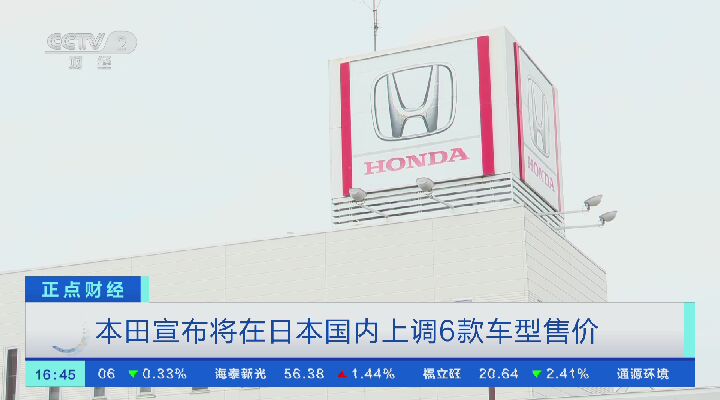 CCTV 2
财经
HONDA
HONDA
正点财经
本田宣布将在日本国内上调6款车型售价
16:45 06 ▼ 0.33% 海泰新光 56.38 ▲ 1.44% 楹立旺 20.64 ▼ 2.41% 通源环境